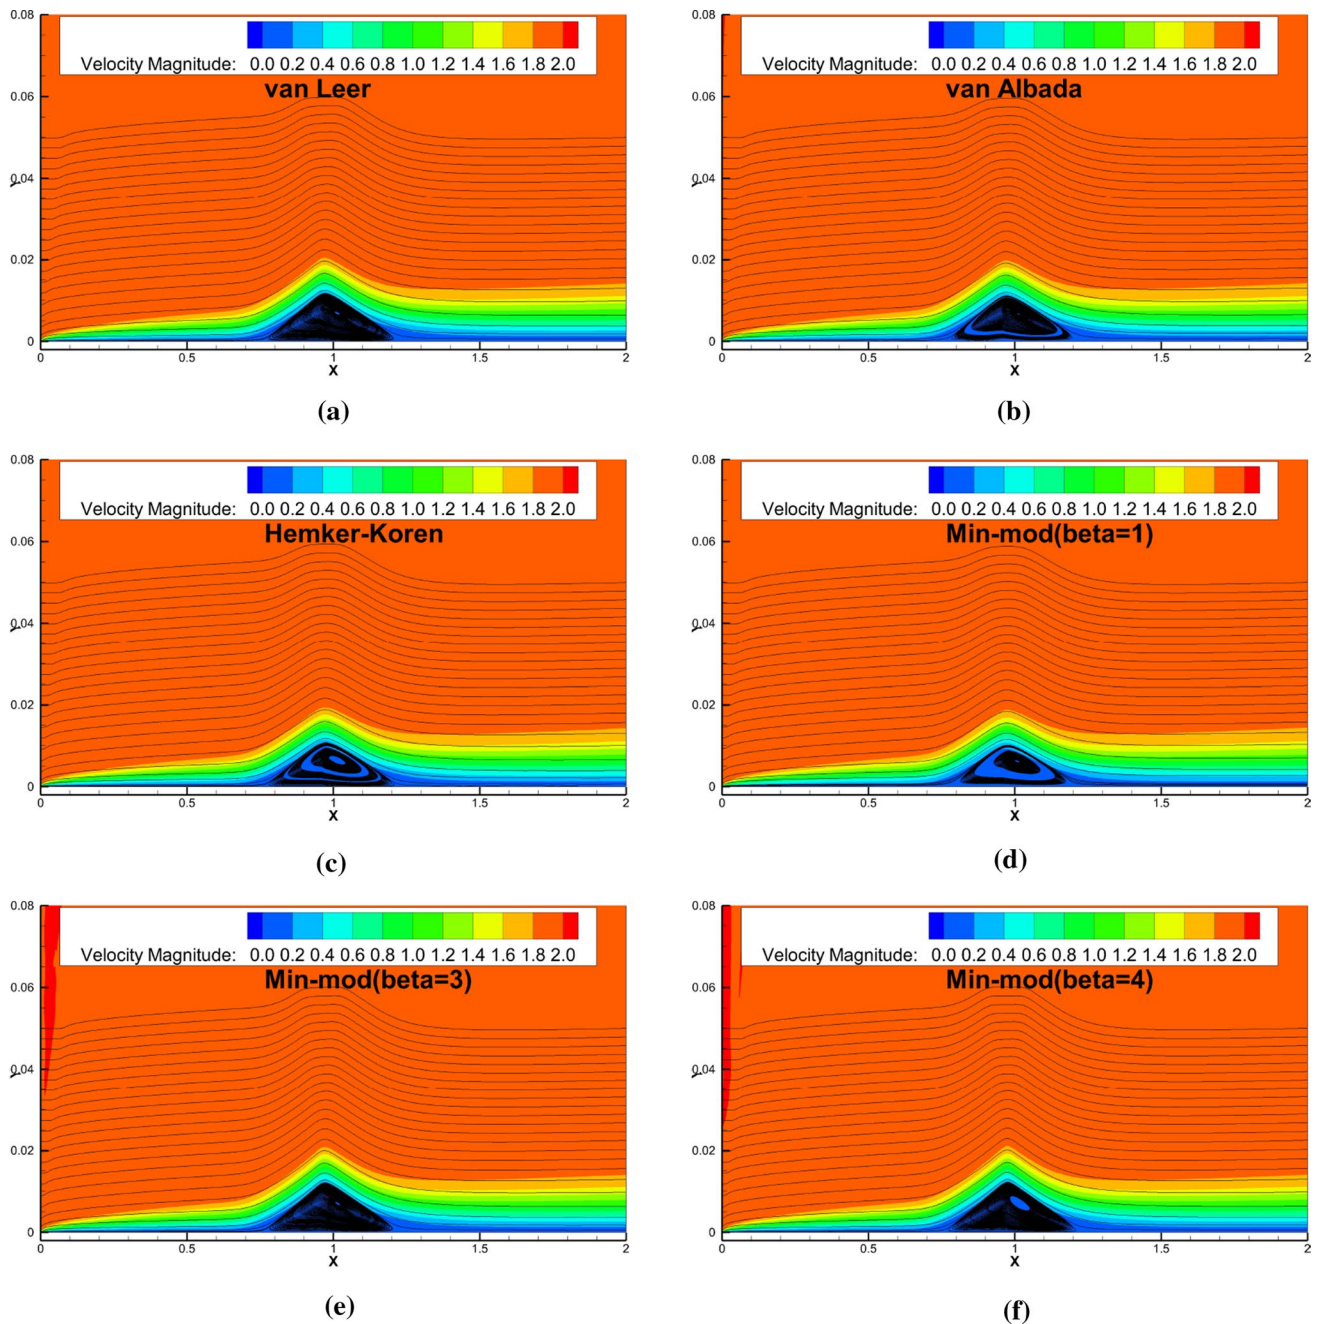 0.08
Velocity Magnitude: 0.0 0.2 0.4 0.6 0.8 1.0 1.2 1.4 1.6 1.8 2.0
van Leer
0.06
Y
0.04
0.02
0
0 0.5 1 1.5 2
X
(a)
0.08
Velocity Magnitude: 0.0 0.2 0.4 0.6 0.8 1.0 1.2 1.4 1.6 1.8 2.0
van Albada
0.06
Y
0.04
0.02
0
0 0.5 1 1.5 2
X
(b)
0.08
Velocity Magnitude: 0.0 0.2 0.4 0.6 0.8 1.0 1.2 1.4 1.6 1.8 2.0
Hemker-Koren
0.06
Y
0.04
0.02
0
0 0.5 1 1.5 2
X
(c)
0.08
Velocity Magnitude: 0.0 0.2 0.4 0.6 0.8 1.0 1.2 1.4 1.6 1.8 2.0
Min-mod(beta=1)
0.06
Y
0.04
0.02
0
0 0.5 1 1.5 2
X
(d)
0.08
Velocity Magnitude: 0.0 0.2 0.4 0.6 0.8 1.0 1.2 1.4 1.6 1.8 2.0
Min-mod(beta=3)
0.06
Y
0.04
0.02
0
0 0.5 1 1.5 2
X
(e)
0.08
Velocity Magnitude: 0.0 0.2 0.4 0.6 0.8 1.0 1.2 1.4 1.6 1.8 2.0
Min-mod(beta=4)
0.06
Y
0.04
0.02
0
0 0.5 1 1.5 2
X
(f)